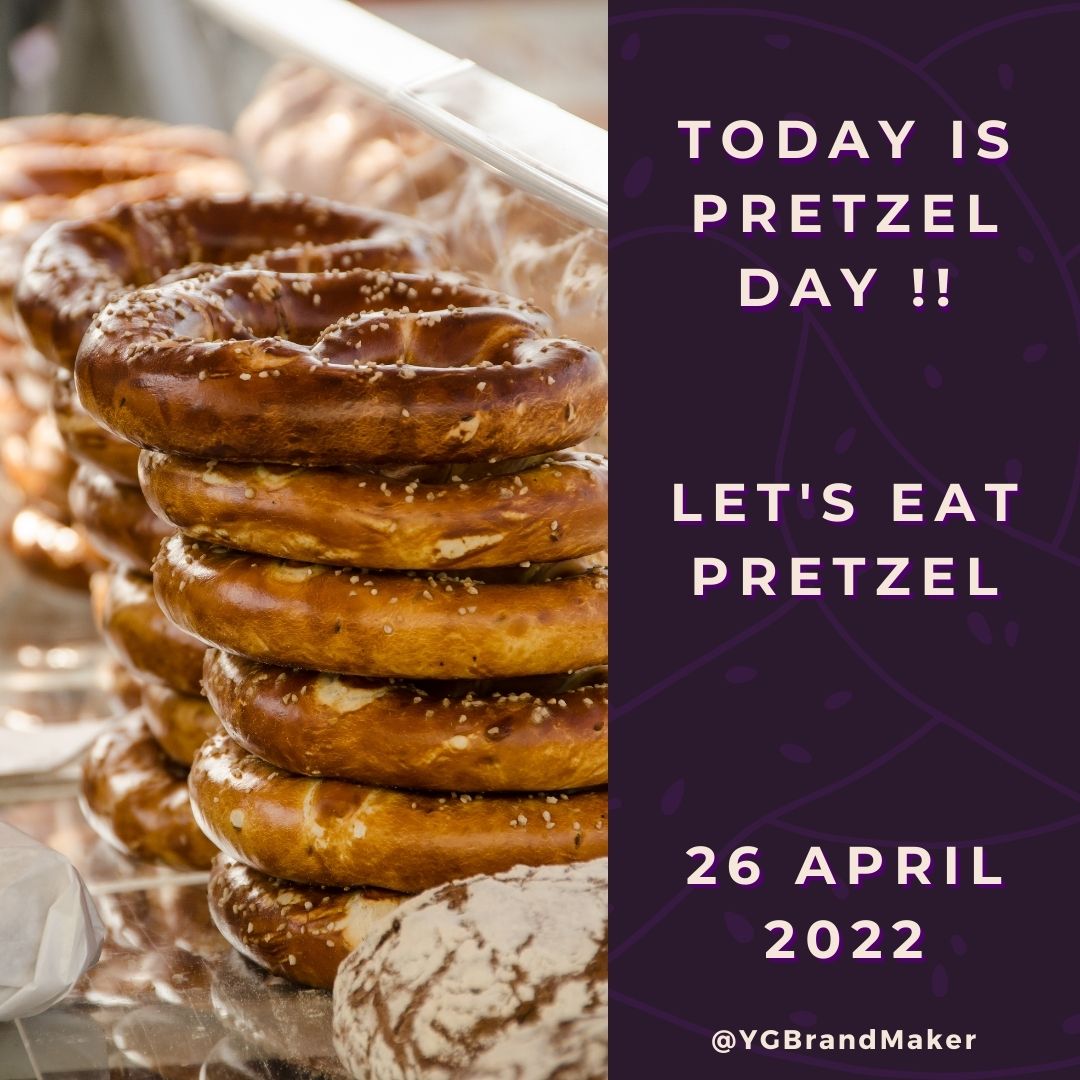 TODAY IS
PRETZEL
DAY !!
LET'S EAT
PRETZEL
26 APRIL
2022
@YGBrandMaker